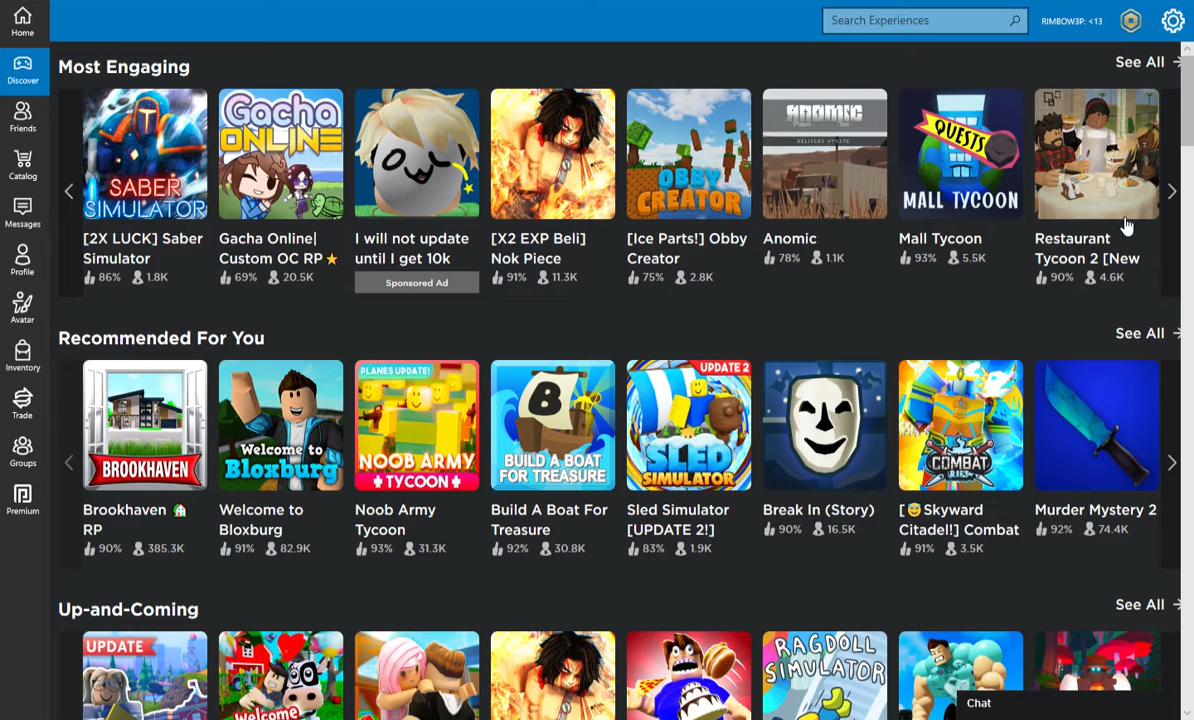 Home
Search Experiences
RIMBOW3P: <13
Discover
Friends
Catalog
Messages
Profile
Avatar
Inventory
Trade
Groups
Premium
Most Engaging
See All
SABER
SIMULATOR
Gacha
ONLINE
OBBY
CREATOR
anomic
QUESTS
MALL TYCOON
[2X LUCK] Saber
Simulator
86% 1.8K
Gacha Online|
Custom OC RP
69% 20.5K
I will not update
until I get 10k
Sponsored Ad
[X2 EXP Beli]
Nok Piece
91% 11.3K
[Ice Parts!] Obby
Creator
75% 2.8K
Anomic
78% 1.1K
Mall Tycoon
93% 5.5K
Restaurant
Tycoon 2 [New
90% 4.6K
Recommended For You
See All
BROOKHAVEN
Welcome to
Bloxburg
PLANES UPDATE!
NOOB ARMY
TYCOON
B
BUILD A BOAT
FOR TREASURE
UPDATE 2
SLED
SIMULATOR
COMBAT
Brookhaven
RP
90% 385.3K
Welcome to
Bloxburg
91% 82.9K
Noob Army
Tycoon
93% 31.3K
Build A Boat For
Treasure
92% 30.8K
Sled Simulator
[UPDATE 2!]
83% 1.9K
Break In (Story)
90% 16.5K
[😅Skyward
Citadel!] Combat
91% 3.5K
Murder Mystery 2
92% 74.4K
Up-and-Coming
See All
UPDATE
Welcome
RAGDOLL
SIMULATOR
Chat